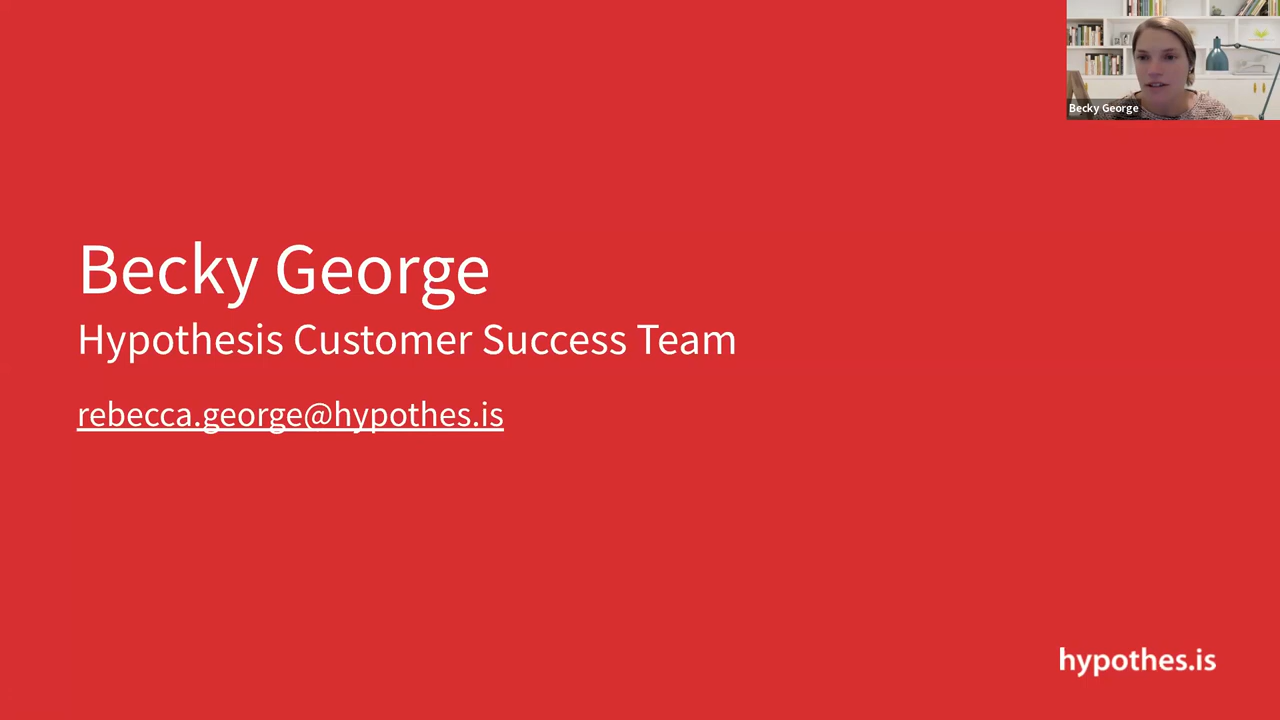 Becky George
Becky George
Hypothesis Customer Success Team
rebecca.george@hypothes.is
hypothes.is